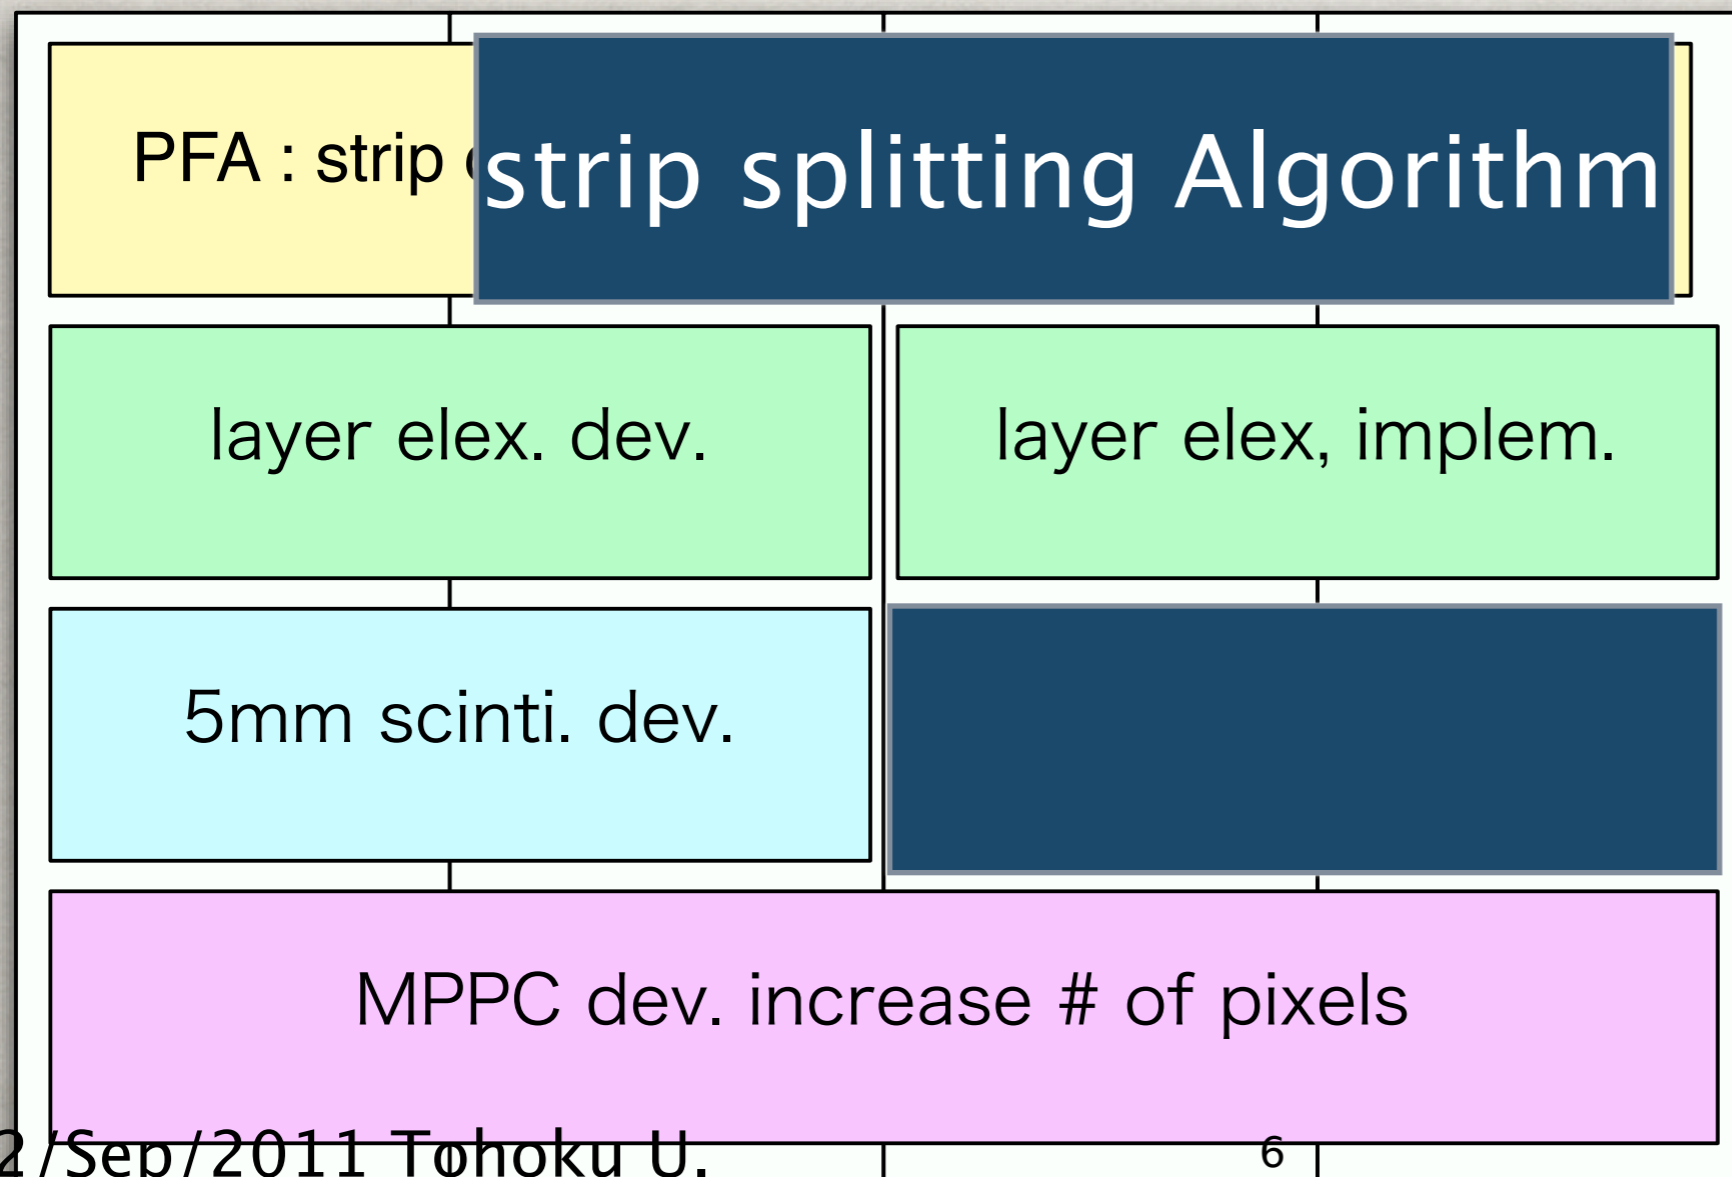 PFA : strip
strip splitting Algorithm
layer elex. dev.
layer elex, implem.
5mm scinti. dev.
MPPC dev. increase # of pixels
2/Sep/2011 Tohoku U.
6